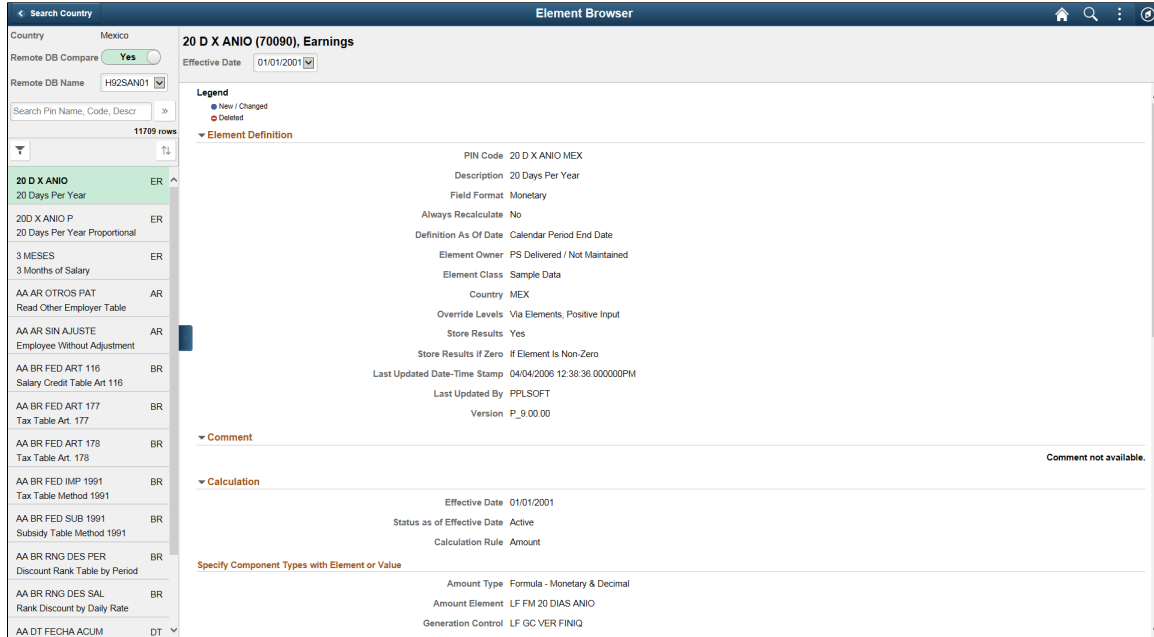 Search Country
Element Browser
Country Mexico
Remote DB Compare Yes
Remote DB Name H92SAN01
Search Pin Name, Code, Descr »
11709 rows
20 D X ANIO ER
20 Days Per Year
20D X ANIO P ER
20 Days Per Year Proportional
3 MESES ER
3 Months of Salary
AA AR OTROS PAT AR
Read Other Employer Table
AA AR SIN AJUSTE AR
Employee Without Adjustment
AA BR FED ART 116 BR
Salary Credit Table Art 116
AA BR FED ART 177 BR
Tax Table Art. 177
AA BR FED ART 178 BR
Tax Table Art. 178
AA BR FED IMP 1991 BR
Tax Table Method 1991
AA BR FED SUB 1991 BR
Subsidy Table Method 1991
AA BR RNG DES PER BR
Discount Rank Table by Period
AA BR RNG DES SAL BR
Rank Discount by Daily Rate
AA DT FECHA ACUM DT
20 D X ANIO (70090), Earnings
Effective Date 01/01/2001
Legend
New / Changed
Deleted
Element Definition
PIN Code 20 D X ANIO MEX
Description 20 Days Per Year
Field Format Monetary
Always Recalculate No
Definition As Of Date Calendar Period End Date
Element Owner PS Delivered / Not Maintained
Element Class Sample Data
Country MEX
Override Levels Via Elements, Positive Input
Store Results Yes
Store Results if Zero If Element Is Non-Zero
Last Updated Date-Time Stamp 04/04/2006 12:38:36.000000PM
Last Updated By PPLSOFT
Version P_9.00.00
Comment
Comment not available.
Calculation
Effective Date 01/01/2001
Status as of Effective Date Active
Calculation Rule Amount
Specify Component Types with Element or Value
Amount Type Formula - Monetary & Decimal
Amount Element LF FM 20 DIAS ANIO
Generation Control LF GC VER FINIQ